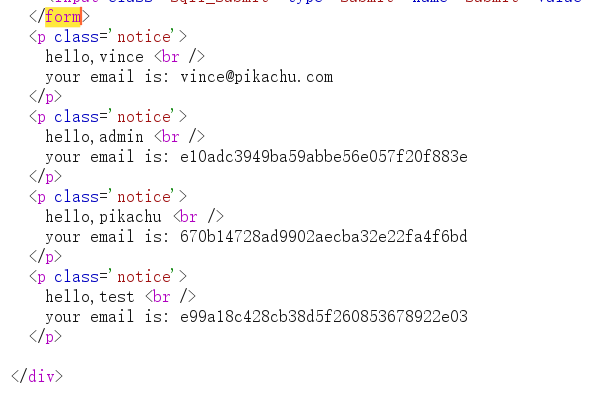 </form>
<p class='notice'>
hello,vince <br />
your email is: vince@pikachu.com
</p>
<p class='notice'>
hello,admin <br />
your email is: e10adc3949ba59abbe56e057f20f883e
</p>
<p class='notice'>
hello,pikachu <br />
your email is: 670b14728ad9902aecba32e22fa4f6bd
</p>
<p class='notice'>
hello,test <br />
your email is: e99a18c428cb38d5f260853678922e03
</p>
</div>